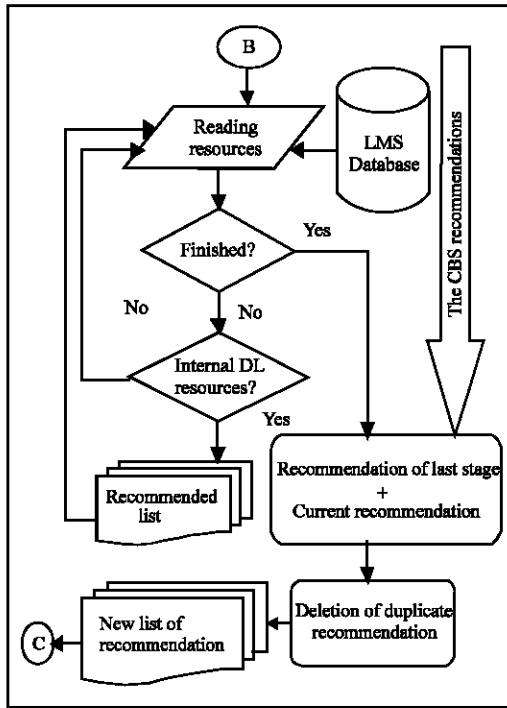 B
Reading
resources
LMS
Database
The CBS recommendations
Finished?
Yes
No
No
Internal DL
resources?
Yes
Recommended
list
Recommendation of last stage
+
Current recommendation
Deletion of duplicate
recommendation
New list of
recommendation
C